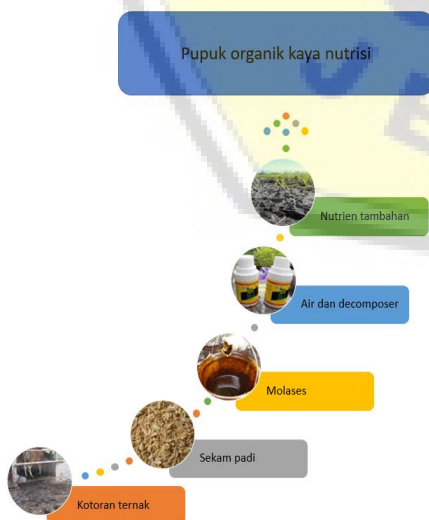 Pupuk organik kaya nutrisi
Nutrien tambahan
Air dan decomposer
Molases
Sekam padi
Kotoran ternak